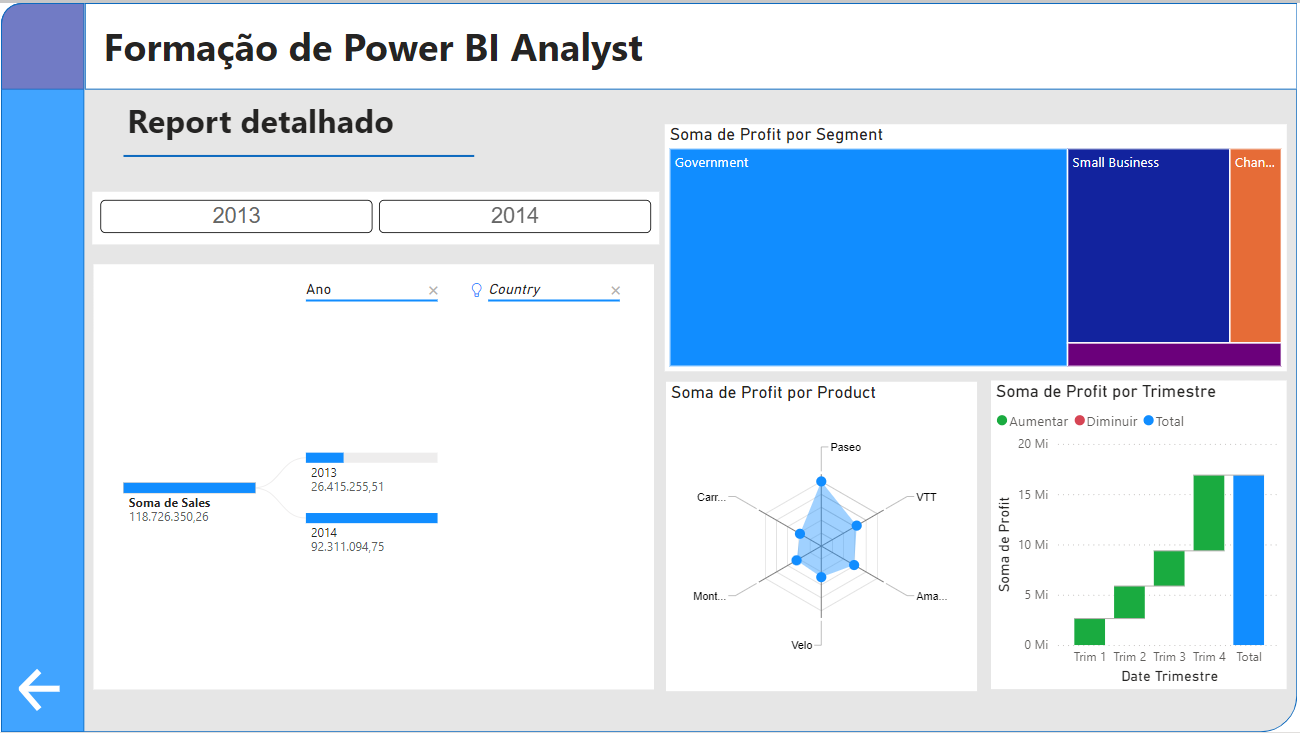 Formação de Power BI Analyst
Report detalhado
2013
2014
Ano
Country
Soma de Sales
118.726.350,26
2013
26.415.255,51
2014
92.311.094,75
Soma de Profit por Segment
Government
Small Business
Chan...
Soma de Profit por Product
Paseo
VTT
Ama...
Velo
Mont...
Carr...
Soma de Profit por Trimestre
Aumentar Diminuir Total
Soma de Profit
20 Mi
15 Mi
10 Mi
5 Mi
0 Mi
Trim 1 Trim 2 Trim 3 Trim 4 Total
Date Trimestre